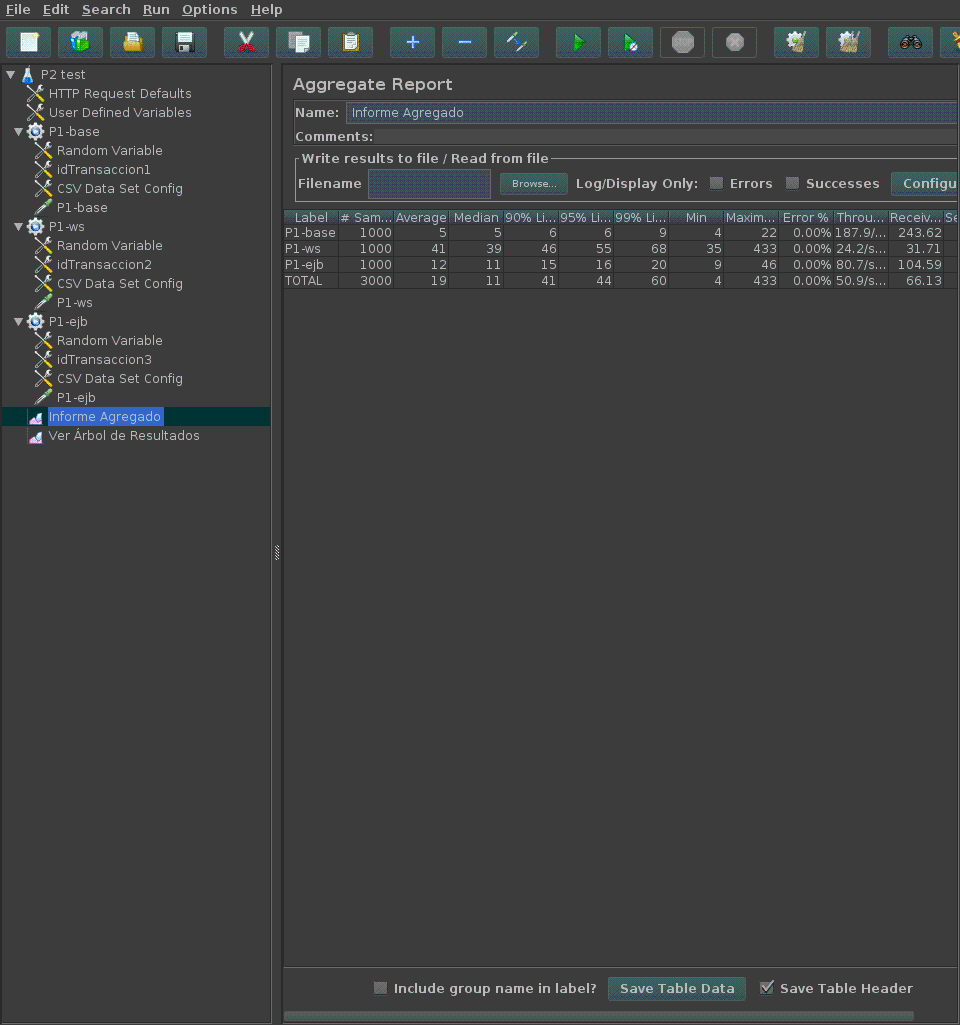 File Edit Search Run Options Help
P2 test
HTTP Request Defaults
User Defined Variables
P1-base
Random Variable
idTransaccion1
CSV Data Set Config
P1-base
P1-ws
Random Variable
idTransaccion2
CSV Data Set Config
P1-ws
P1-ejb
Random Variable
idTransaccion3
CSV Data Set Config
P1-ejb
Informe Agregado
Ver Árbol de Resultados
Aggregate Report
Name: Informe Agregado
Comments:
Write results to file / Read from file
Filename Browse... Log/Display Only: Errors Successes Configu
Label # Sam... Average Median 90% Li... 95% Li... 99% Li... Min Maxim... Error % Throu... Receiv... Se
P1-base 1000 5 5 6 6 9 4 22 0.00% 187.9/... 243.62
P1-ws 1000 41 39 46 55 68 35 433 0.00% 24.2/s... 31.71
P1-ejb 1000 12 11 15 16 20 9 46 0.00% 80.7/s... 104.59
TOTAL 3000 19 11 41 44 60 4 433 0.00% 50.9/s... 66.13
Include group name in label? Save Table Data Save Table Header